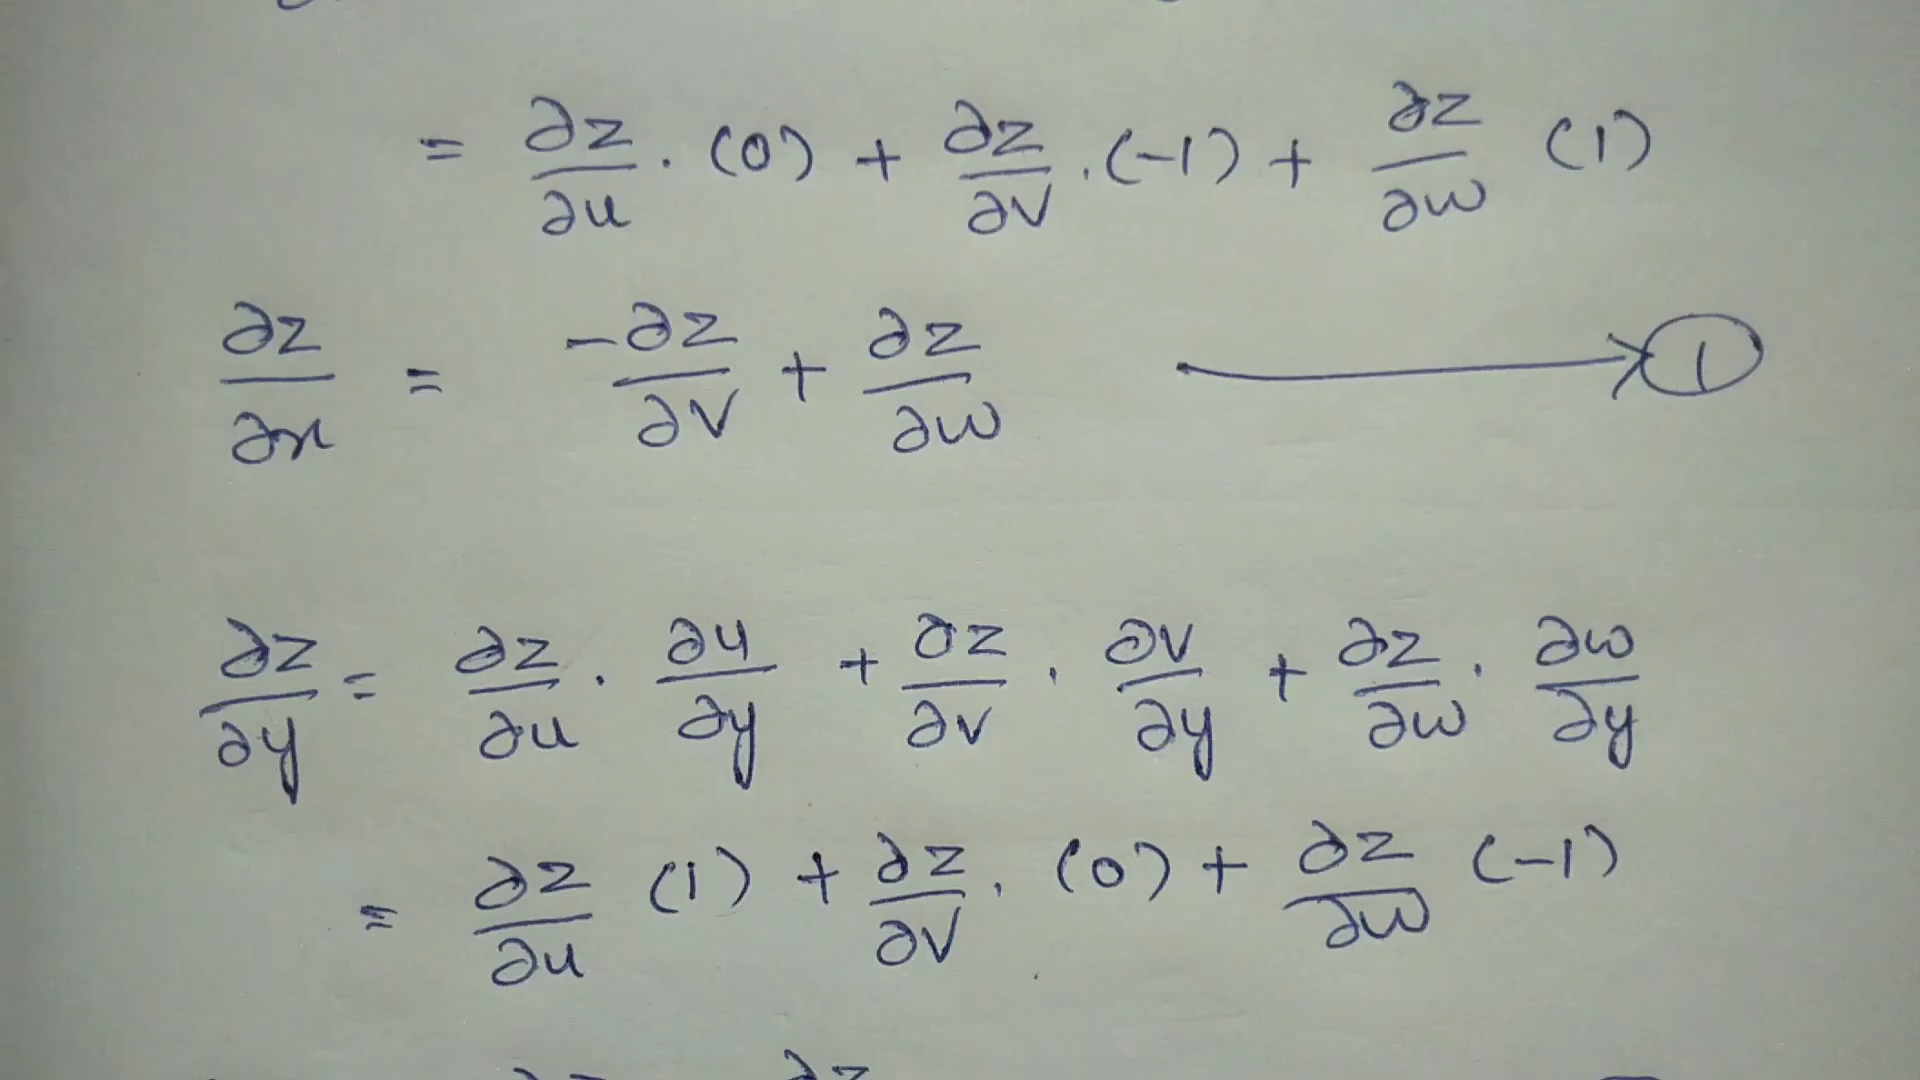 = ∂z/∂u . (0) + ∂z/∂v . (-1) + ∂z/∂w (1)
∂z/∂x = -∂z/∂v + ∂z/∂w → 1
∂z/∂y = ∂z/∂u . ∂u/∂y + ∂z/∂v . ∂v/∂y + ∂z/∂w . ∂w/∂y
= ∂z/∂u (1) + ∂z/∂v . (0) + ∂z/∂w (-1)